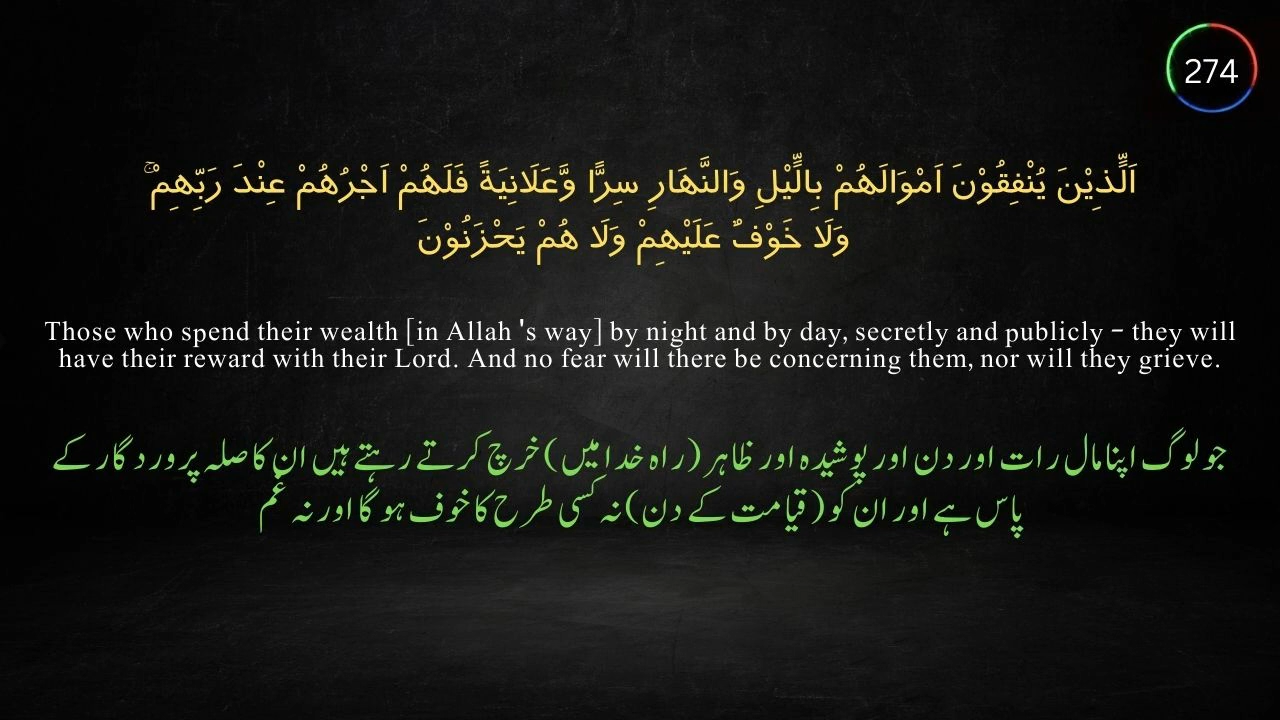 274
اَلَّذِيْنَ يُنْفِقُوْنَ اَمْوَالَهُمْ بِالَّيْلِ وَالنَّهَارِ سِرًّا وَّعَلَانِيَةً فَلَهُمْ اَجْرُهُمْ عِنْدَ رَبِّهِمْۚ
وَلَا خَوْفٌ عَلَيْهِمْ وَلَا هُمْ يَحْزَنُوْنَ
Those who spend their wealth [in Allah 's way] by night and by day, secretly and publicly - they will
have their reward with their Lord. And no fear will there be concerning them, nor will they grieve.
جو لوگ اپنا مال رات اور دن اور پوشیدہ اور ظاہر (راہ خدا میں) خرچ کرتے رہتے ہیں ان کا صلہ پروردگار کے
پاس ہے اور ان کو (قیامت کے دن) نہ کسی طرح کا خوف ہو گا اور نہ غم